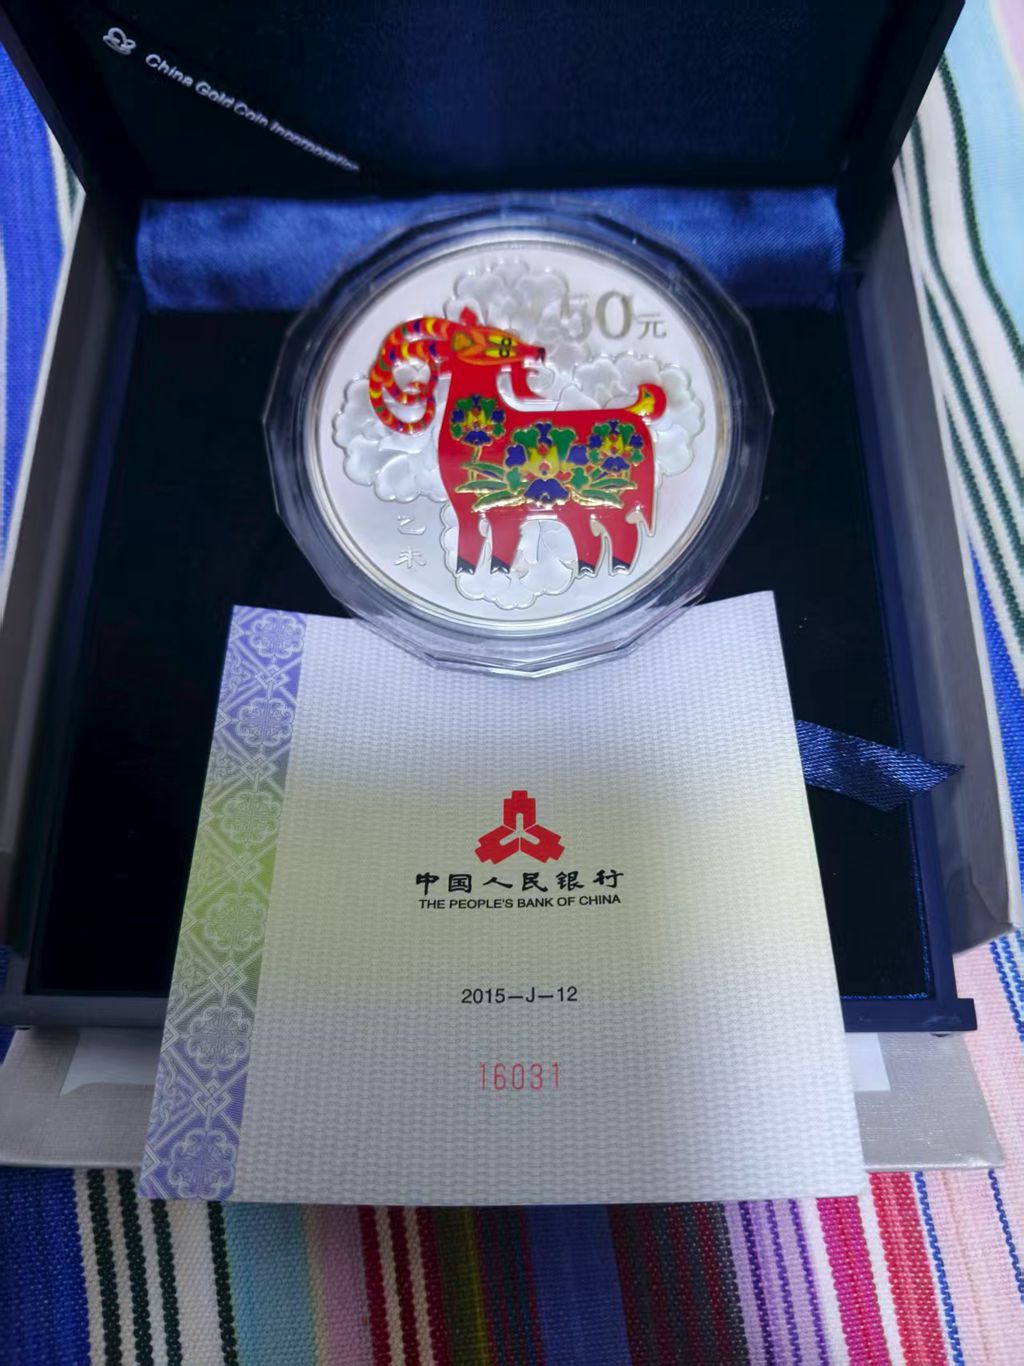 China Gold Coin Incorporation
50元
乙未
中国人民银行
THE PEOPLE'S BANK OF CHINA
2015—J—12
16031